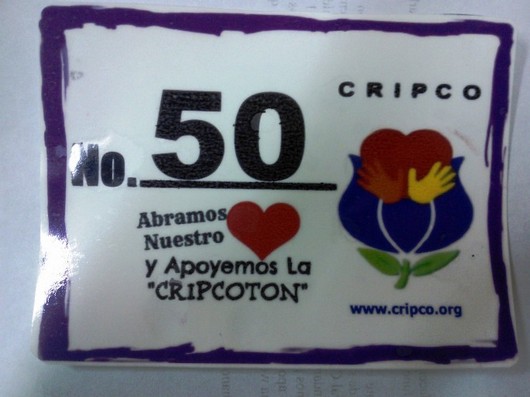 CRIPCO
No. 50
Abramos
Nuestro
y Apoyemos La
"CRIPCOTON"
www.cripco.org